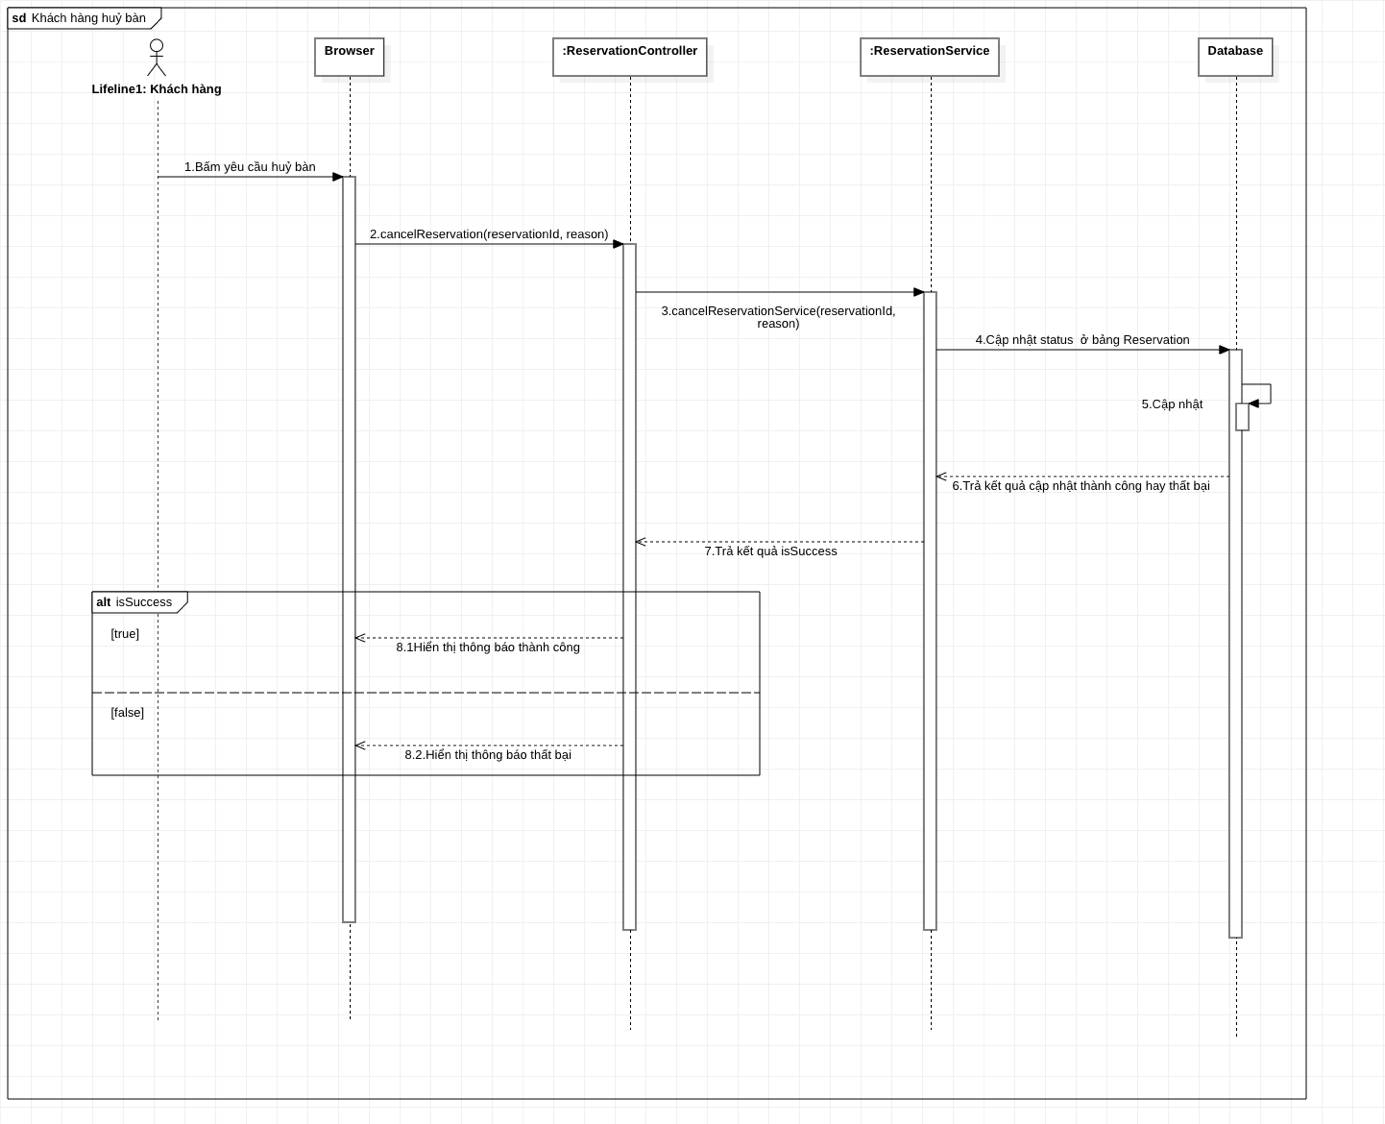 sd Khách hàng huỷ bàn
Browser
:ReservationController
:ReservationService
Database
Lifeline1: Khách hàng
1.Bấm yêu cầu huỷ bàn
2.cancelReservation(reservationId, reason)
3.cancelReservationService(reservationId,
reason)
4.Cập nhật status ở bảng Reservation
5.Cập nhật
6.Trả kết quả cập nhật thành công hay thất bại
7.Trả kết quả isSuccess
alt isSuccess
[true]
8.1Hiển thị thông báo thành công
[false]
8.2.Hiển thị thông báo thất bại